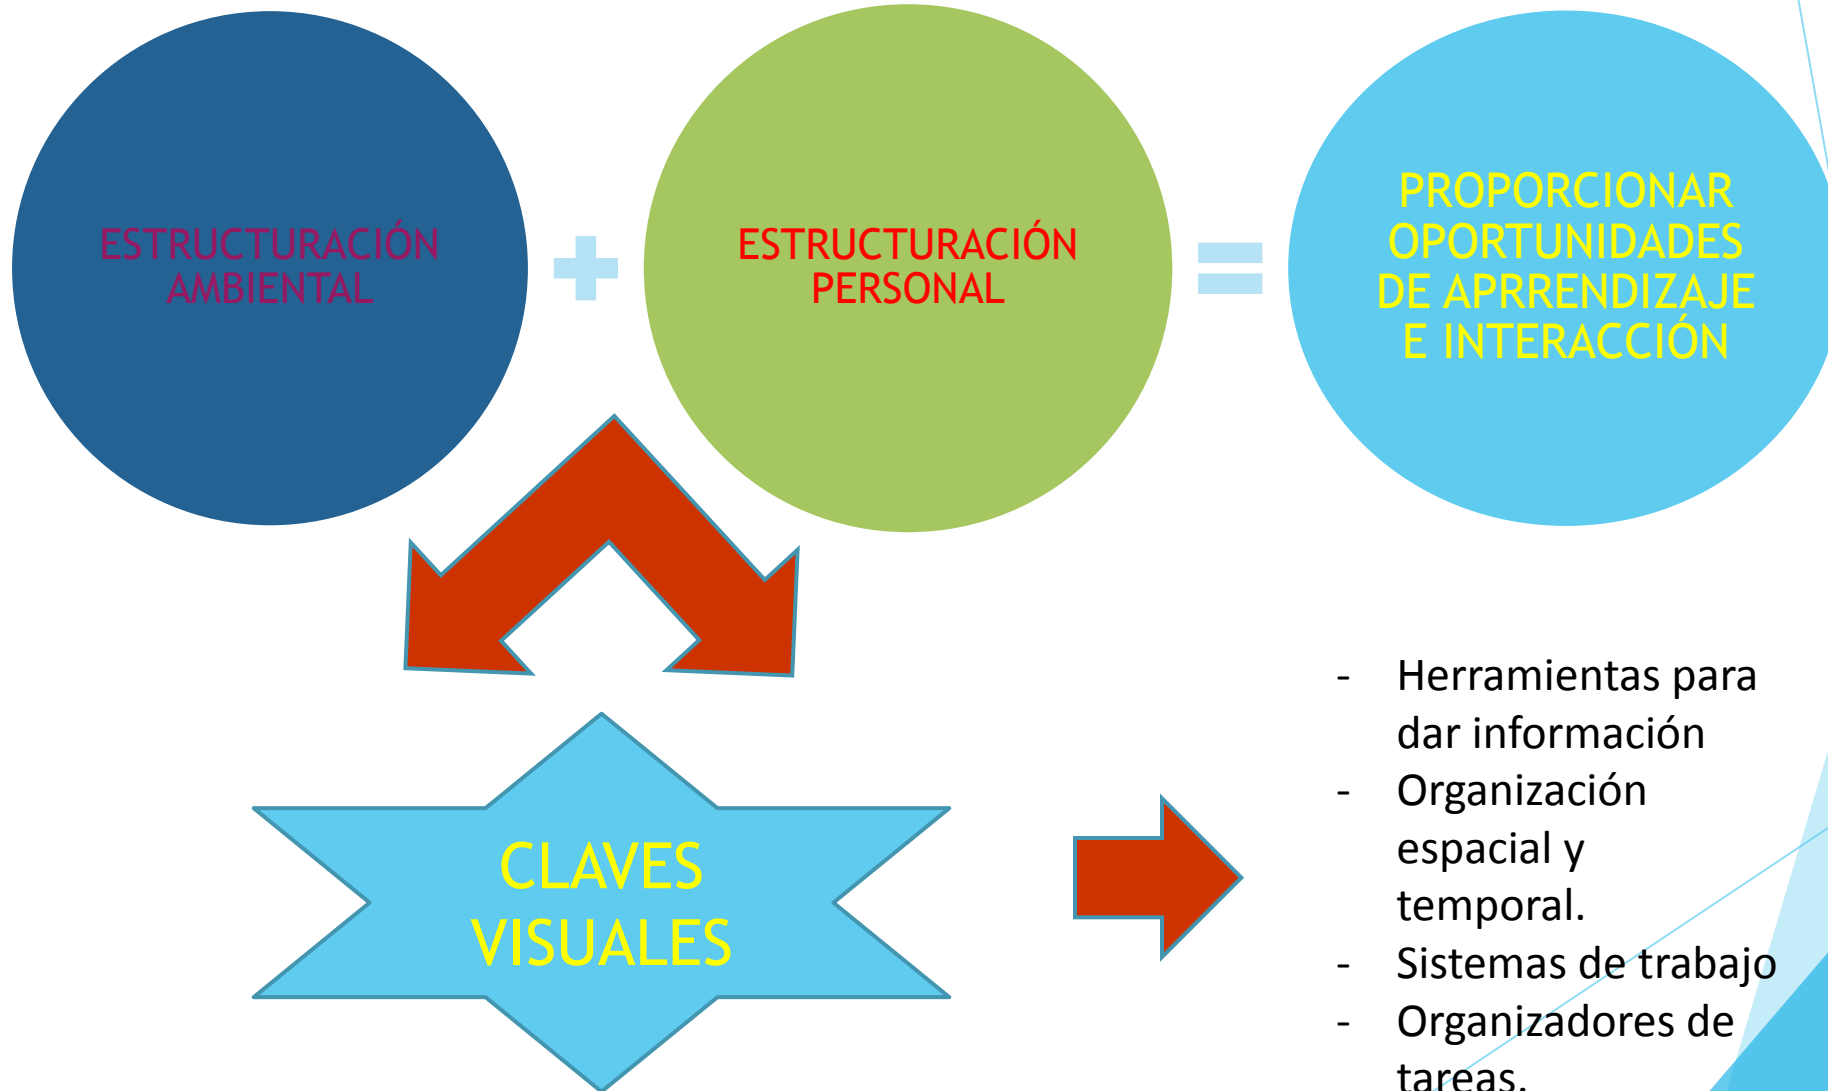 ESTRUCTURACIÓN
AMBIENTAL
ESTRUCTURACIÓN
PERSONAL
PROPORCIONAR
OPORTUNIDADES
DE APRRENDIZAJE
E INTERACCIÓN
CLAVES
VISUALES
- Herramientas para
dar información
- Organización
espacial y
temporal.
- Sistemas de trabajo
- Organizadores de
tareas.